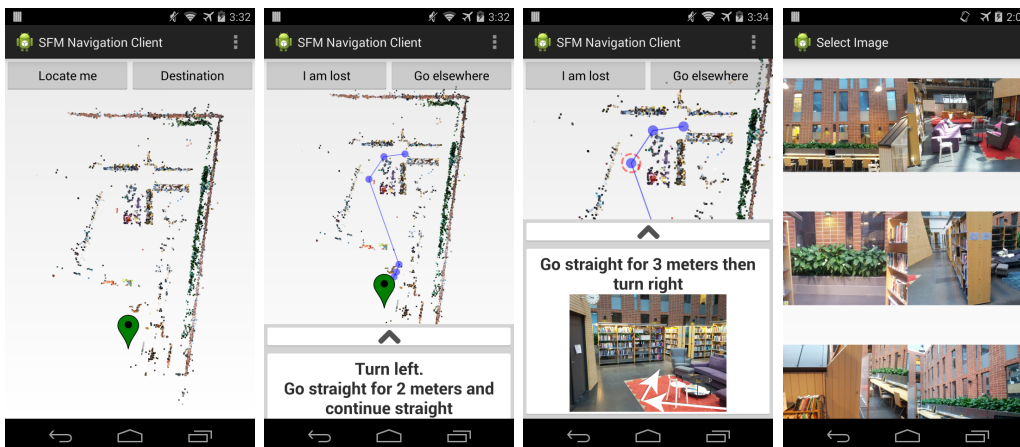 3:32
SFM Navigation Client
Locate me
Destination
3:32
SFM Navigation Client
I am lost
Go elsewhere
Turn left.
Go straight for 2 meters and
continue straight
3:34
SFM Navigation Client
I am lost
Go elsewhere
Go straight for 3 meters then
turn right
Select Image